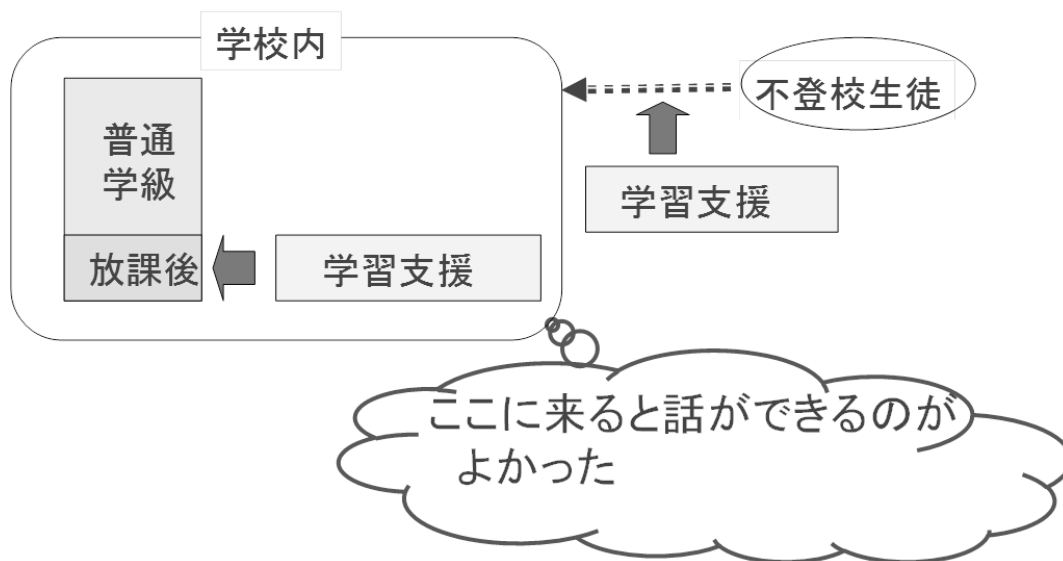 学校内
普通
学級
放課後
学習支援
不登校生徒
学習支援
ここに来ると話ができるのが
よかった